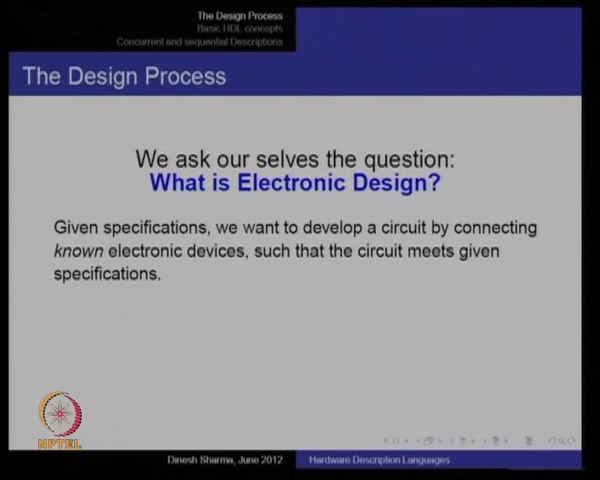 The Design Process
Basic HDL concepts
Concurrent and sequential Descriptions
The Design Process
We ask our selves the question:
What is Electronic Design?
Given specifications, we want to develop a circuit by connecting
known electronic devices, such that the circuit meets given
specifications.
NPTEL
Dinesh Sharma, June 2012
Hardware Description Languages